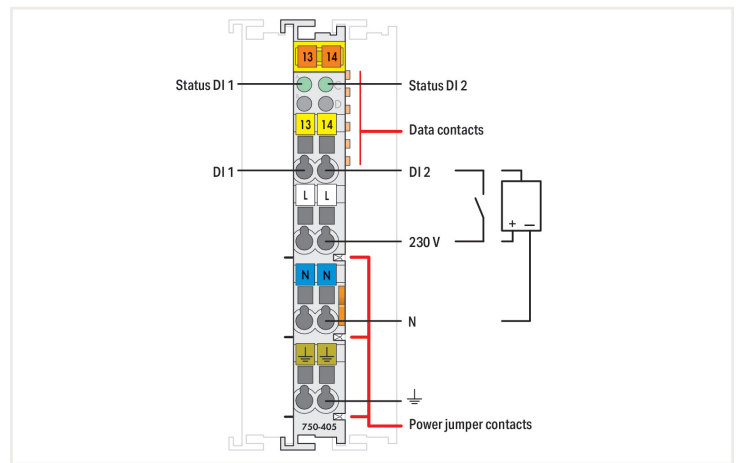 13 14
Status DI 1
Status DI 2
C
D
13 14
Data contacts
DI 1
DI 2
L L
+ –
230 V
N N
N
750-405
Power jumper contacts